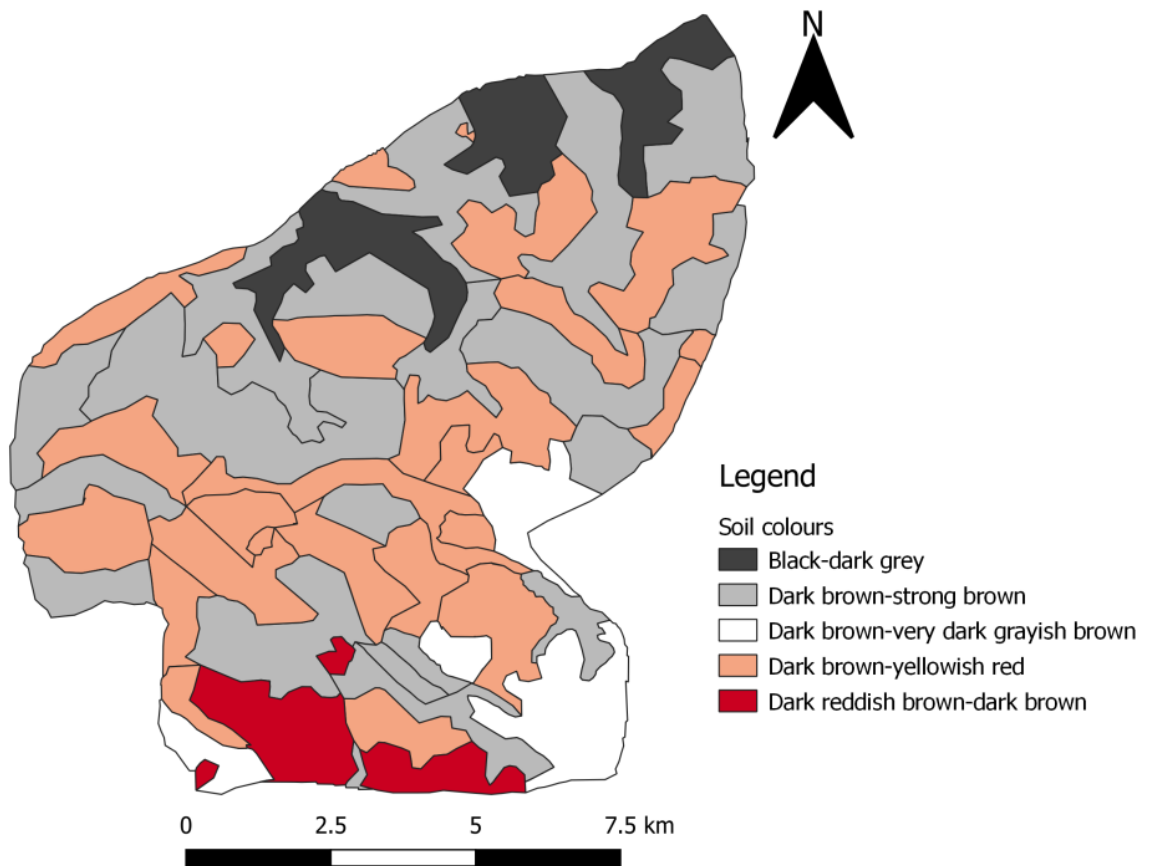 N
Legend
Soil colours
Black-dark grey
Dark brown-strong brown
Dark brown-very dark grayish brown
Dark brown-yellowish red
Dark reddish brown-dark brown
0 2.5 5 7.5 km